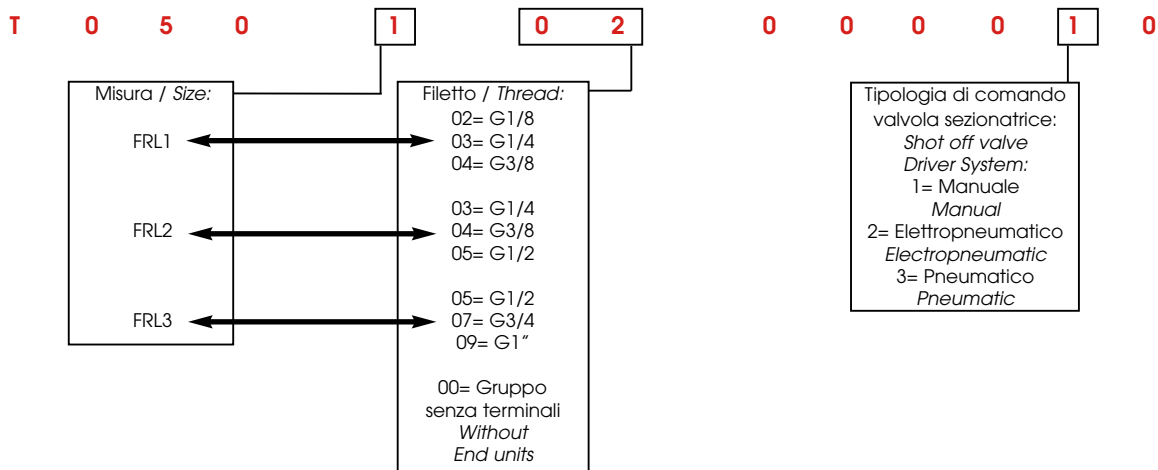 T 0 5 0 1 0 2 0 0 0 0 1 0
Misura / Size:
FRL1
FRL2
FRL3
Filetto / Thread:
02= G1/8
03= G1/4
04= G3/8
03= G1/4
04= G3/8
05= G1/2
05= G1/2
07= G3/4
09= G1”
00= Gruppo
senza terminali
Without
End units
Tipologia di comando
valvola sezionatrice:
Shot off valve
Driver System:
1= Manuale
Manual
2= Elettropneumatico
Electropneumatic
3= Pneumatico
Pneumatic